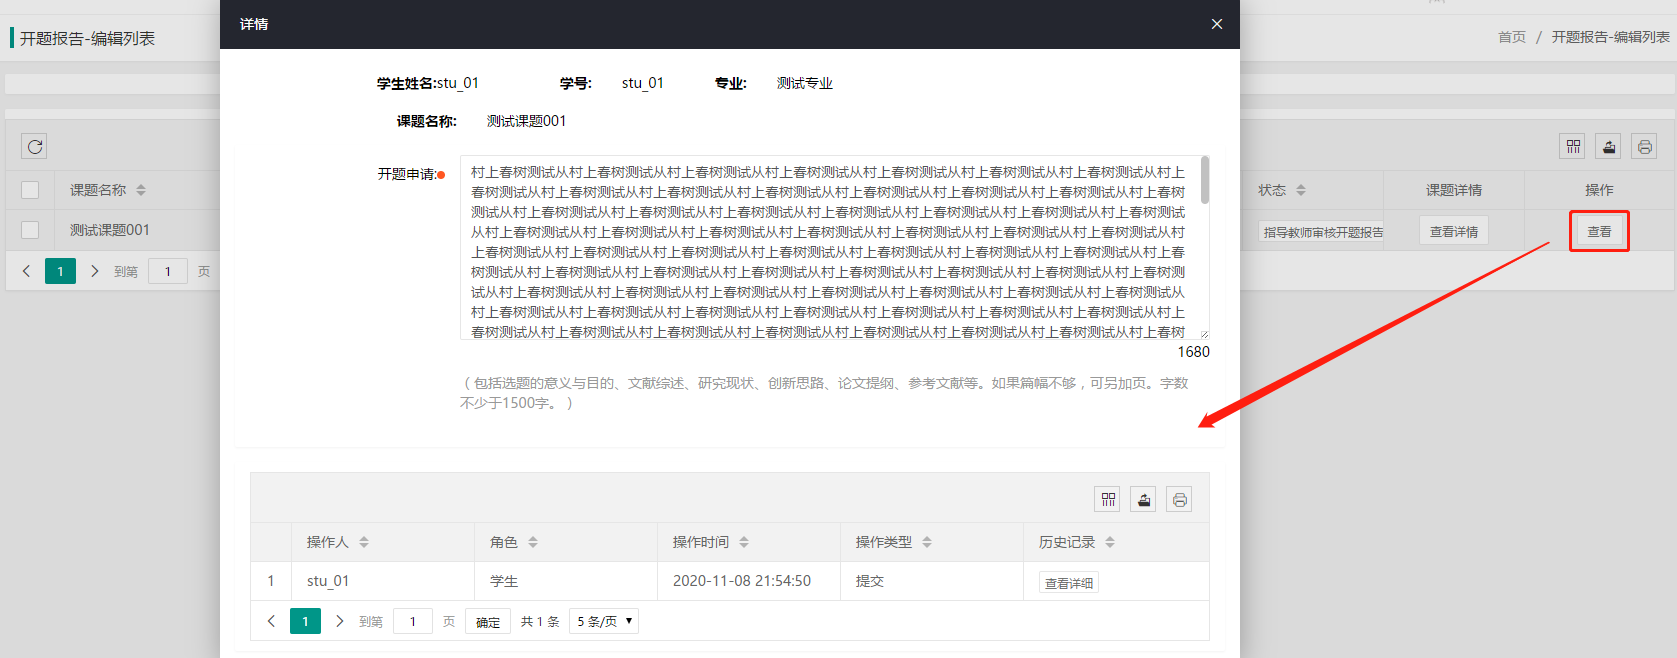 详情
开题报告-编辑列表
首页 / 开题报告-编辑列表
学生姓名:stu_01 学号: stu_01 专业: 测试专业
课题名称: 测试课题001
开题申请:
村上春树测试从村上春树测试从村上春树测试从村上春树测试从村上春树测试从村上春树测试从村上春树测试从村上
春树测试从村上春树测试从村上春树测试从村上春树测试从村上春树测试从村上春树测试从村上春树测试从村上春树
测试从村上春树测试从村上春树测试从村上春树测试从村上春树测试从村上春树测试从村上春树测试从村上春树测试
从村上春树测试从村上春树测试从村上春树测试从村上春树测试从村上春树测试从村上春树测试从村上春树测试从村
上春树测试从村上春树测试从村上春树测试从村上春树测试从村上春树测试从村上春树测试从村上春树测试从村上春
树测试从村上春树测试从村上春树测试从村上春树测试从村上春树测试从村上春树测试从村上春树测试从村上春树测
试从村上春树测试从村上春树测试从村上春树测试从村上春树测试从村上春树测试从村上春树测试从村上春树测试从
村上春树测试从村上春树测试从村上春树测试从村上春树测试从村上春树测试从村上春树测试从村上春树测试从村上
春树测试从村上春树测试从村上春树测试从村上春树测试从村上春树测试从村上春树测试从村上春树测试从村上春树
1680
（包括选题的意义与目的、文献综述、研究现状、创新思路、论文提纲、参考文献等。如果篇幅不够，可另加页。字数
不少于1500字。）
课题名称 状态 课题详情 操作
测试课题001 指导教师审核开题报告 查看详情 查看
1 到第 1 页
操作人 角色 操作时间 操作类型 历史记录
1 stu_01 学生 2020-11-08 21:54:50 提交 查看详细
1 到第 1 页 确定 共 1 条 5 条/页